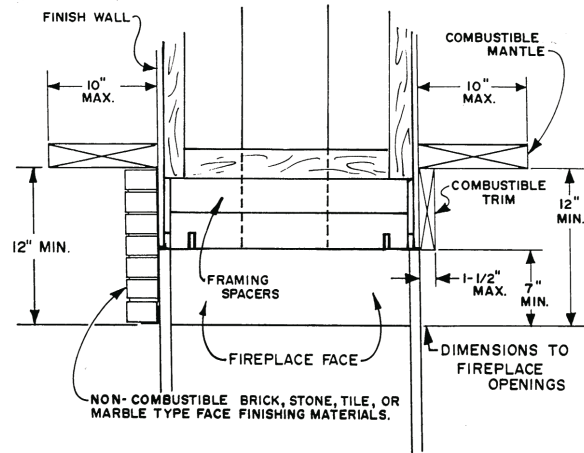 FINISH WALL
COMBUSTIBLE
MANTLE
10"
MAX.
10"
MAX.
COMBUSTIBLE
TRIM
12" MIN.
12"
MIN.
FRAMING
SPACERS
1-1/2"
MAX.
7"
MIN.
FIREPLACE FACE
DIMENSIONS TO
FIREPLACE
OPENINGS
NON-COMBUSTIBLE BRICK, STONE, TILE, OR
MARBLE TYPE FACE FINISHING MATERIALS.